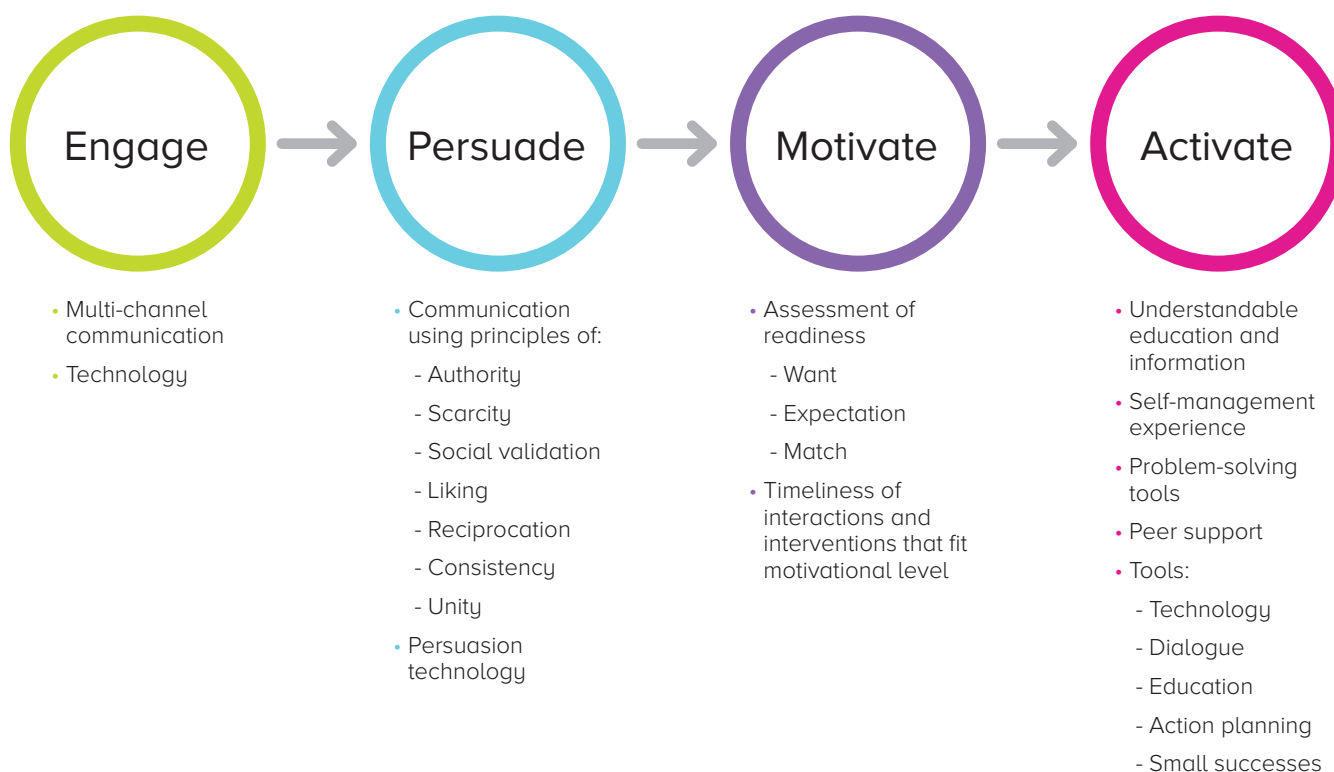 Engage
Persuade
Motivate
Activate
• Multi-channel
communication
• Technology
• Communication
using principles of:
- Authority
- Scarcity
- Social validation
- Liking
- Reciprocation
- Consistency
- Unity
• Persuasion
technology
• Assessment of
readiness
- Want
- Expectation
- Match
• Timeliness of
interactions and
interventions that fit
motivational level
• Understandable
education and
information
• Self-management
experience
• Problem-solving
tools
• Peer support
• Tools:
- Technology
- Dialogue
- Education
- Action planning
- Small successes